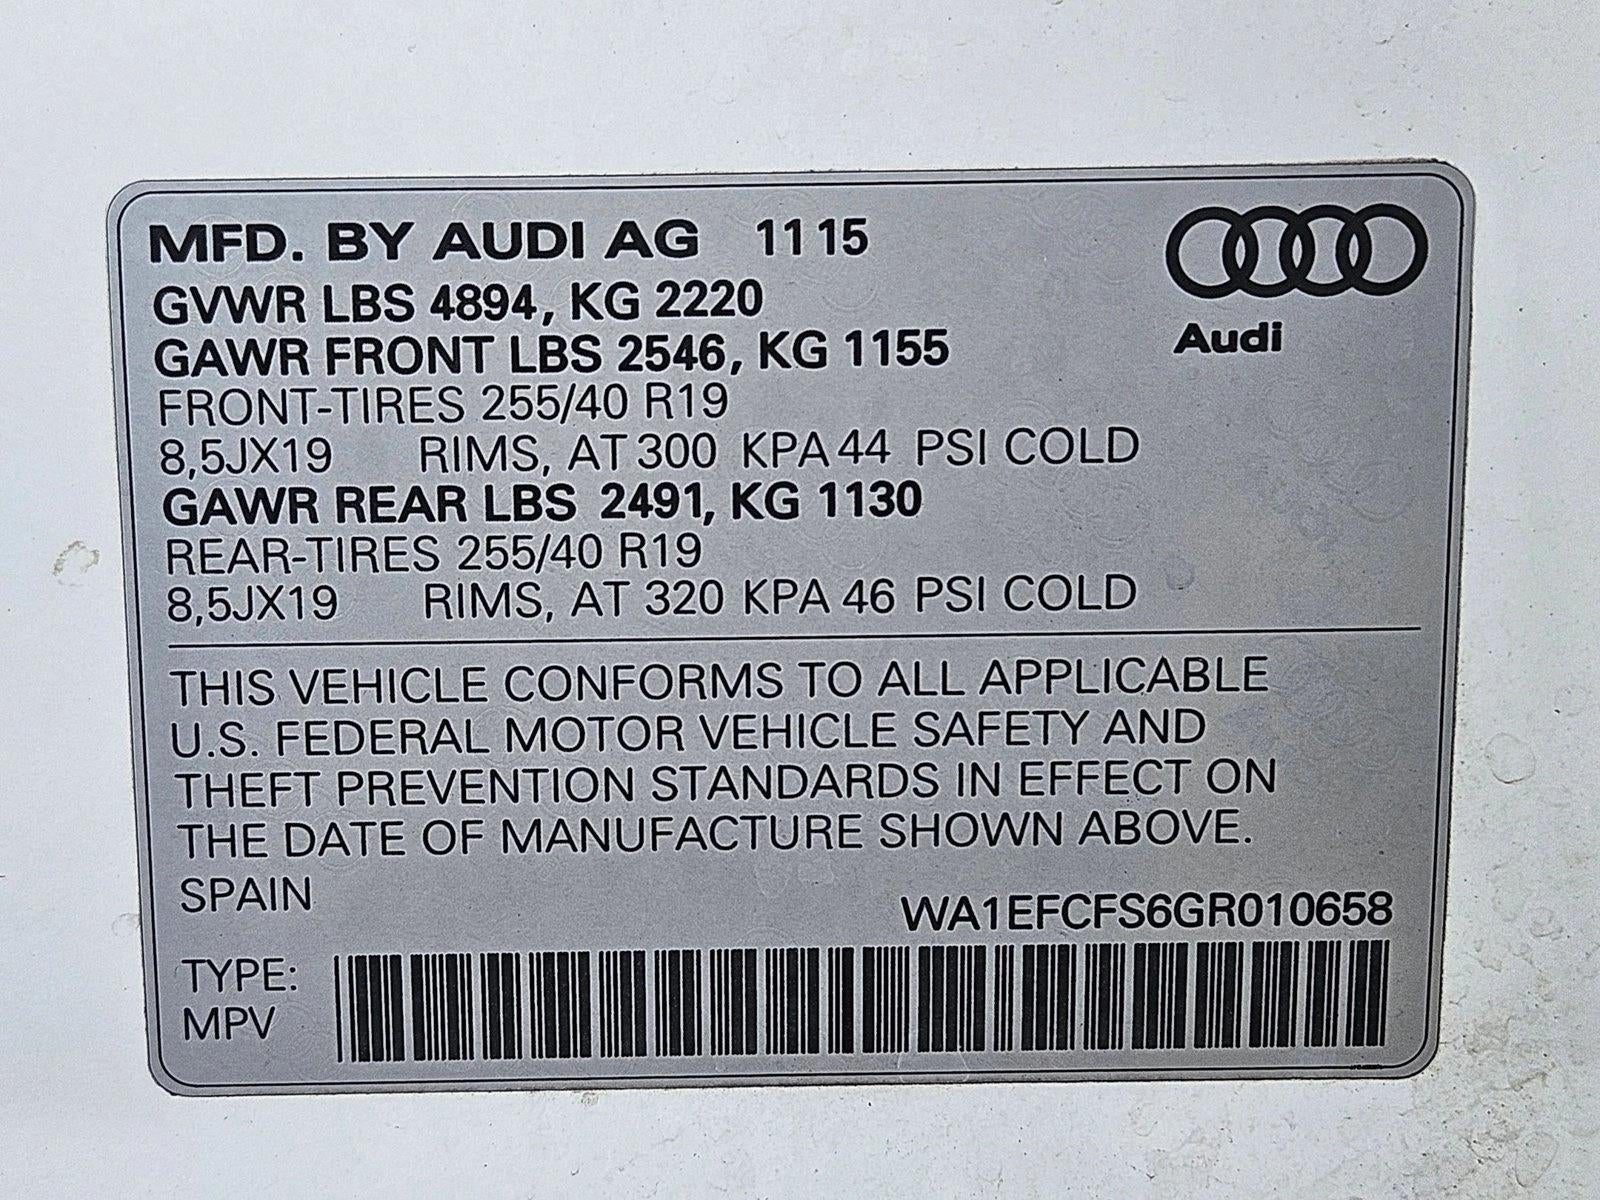 MFD. BY AUDI AG 11 15
GVWR LBS 4894, KG 2220
GAWR FRONT LBS 2546, KG 1155
FRONT-TIRES 255/40 R19
8,5JX19 RIMS, AT 300 KPA 44 PSI COLD
GAWR REAR LBS 2491, KG 1130
REAR-TIRES 255/40 R19
8,5JX19 RIMS, AT 320 KPA 46 PSI COLD
Audi
THIS VEHICLE CONFORMS TO ALL APPLICABLE
U.S. FEDERAL MOTOR VEHICLE SAFETY AND
THEFT PREVENTION STANDARDS IN EFFECT ON
THE DATE OF MANUFACTURE SHOWN ABOVE.
SPAIN
WA1EFCFS6GR010658
TYPE:
MPV